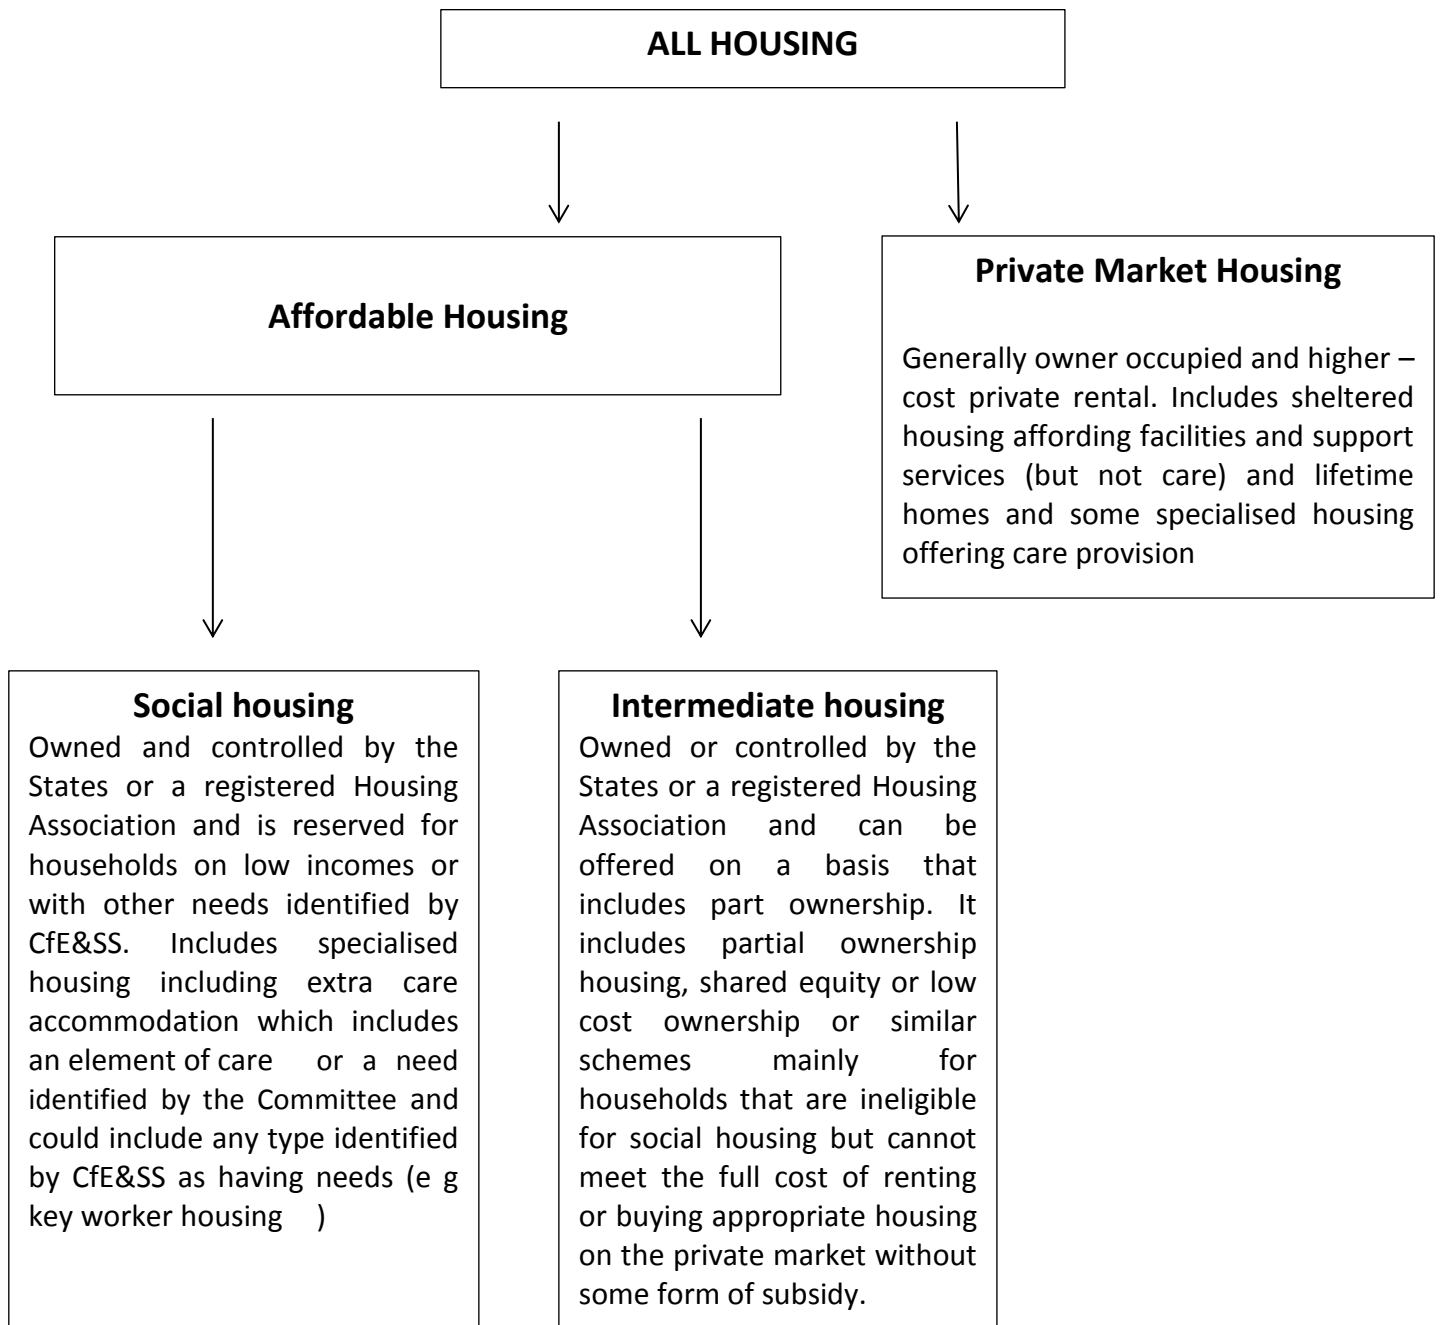 ALL HOUSING
Affordable Housing
Private Market Housing
Generally owner occupied and higher –
cost private rental. Includes sheltered
housing affording facilities and support
services (but not care) and lifetime
homes and some specialised housing
offering care provision
Social housing
Owned and controlled by the
States or a registered Housing
Association and is reserved for
households on low incomes or
with other needs identified by
CfE&SS. Includes specialised
housing including extra care
accommodation which includes
an element of care or a need
identified by the Committee and
could include any type identified
by CfE&SS as having needs (e g
key worker housing )
Intermediate housing
Owned or controlled by the
States or a registered Housing
Association and can be
offered on a basis that
includes part ownership. It
includes partial ownership
housing, shared equity or low
cost ownership or similar
schemes mainly for
households that are ineligible
for social housing but cannot
meet the full cost of renting
or buying appropriate housing
on the private market without
some form of subsidy.